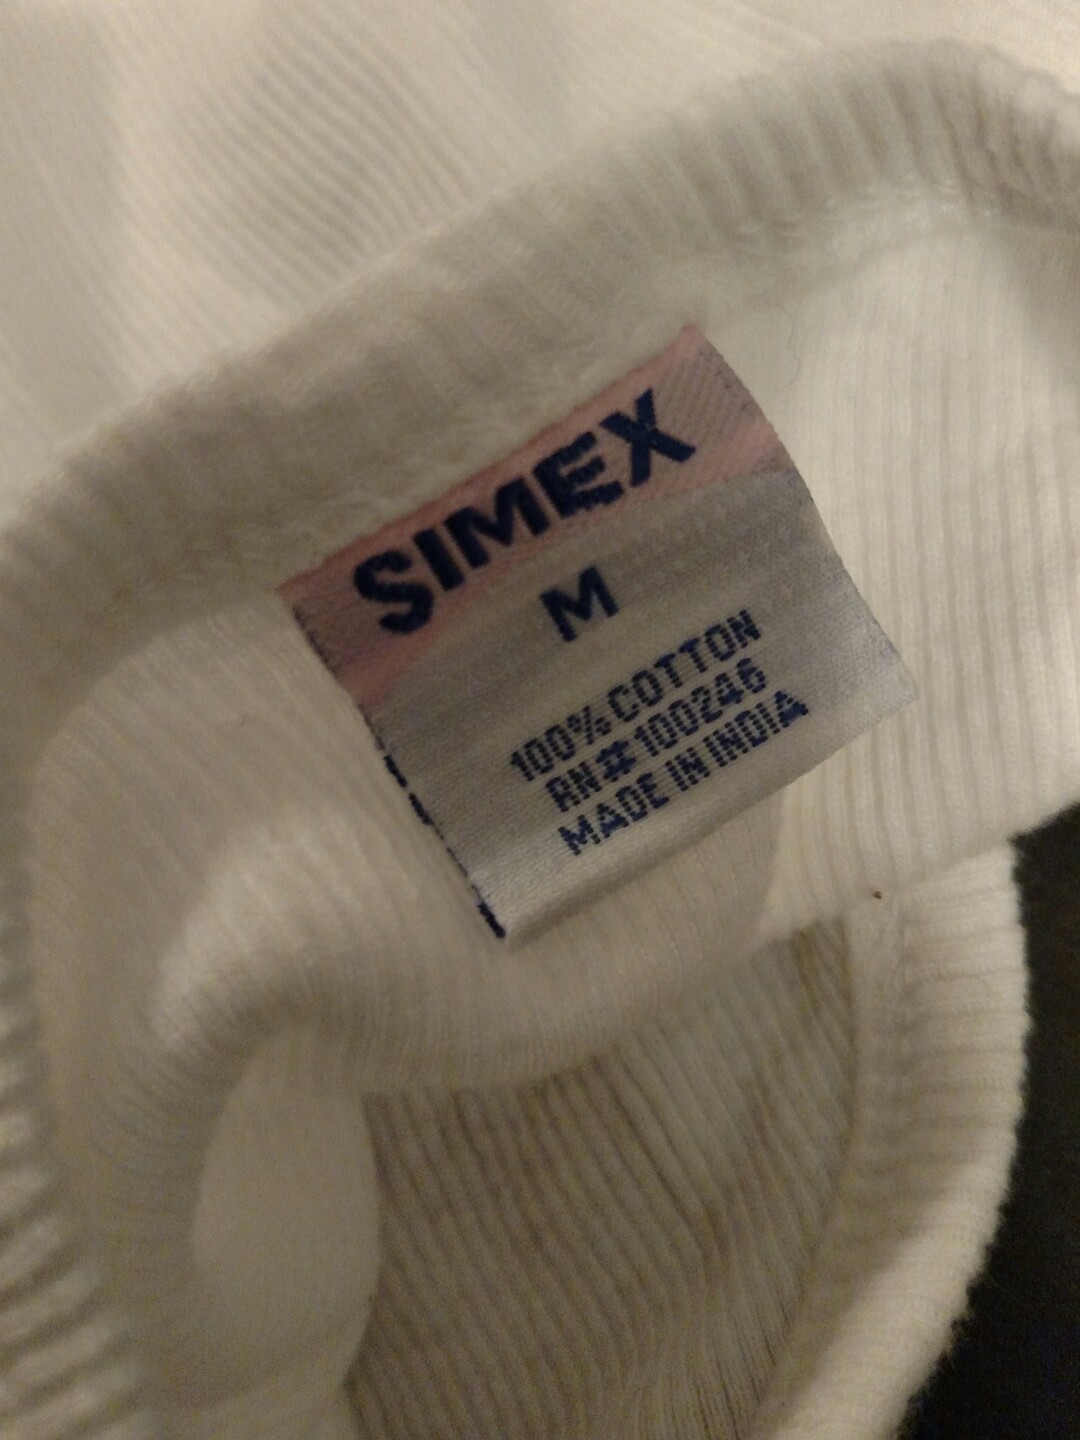 SIMEX
M
100% COTTON
RN#100246
MADE IN INDIA